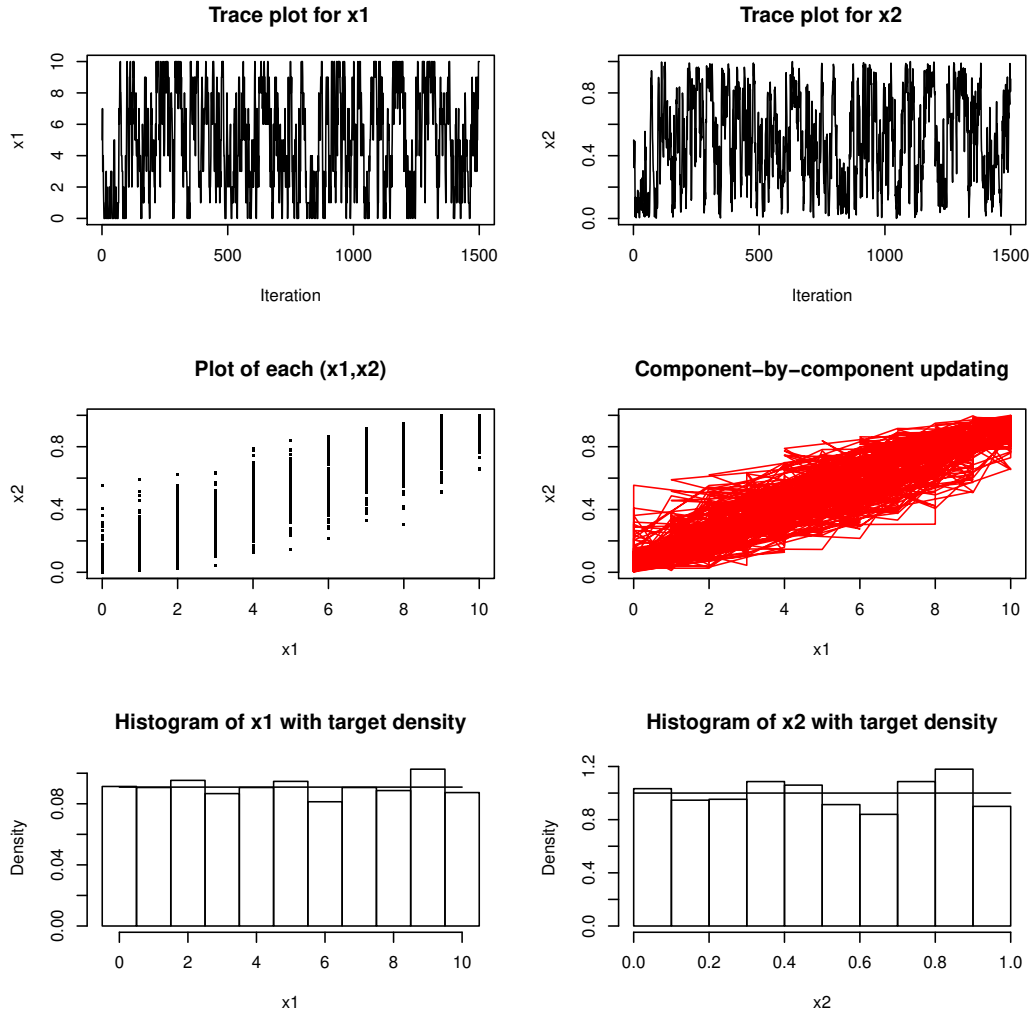 Trace plot for x1
x1
0 2 4 6 8 10
0 500 1000 1500
Iteration
Trace plot for x2
x2
0.0 0.4 0.8
0 500 1000 1500
Iteration
Plot of each (x1,x2)
x2
0.0 0.4 0.8
0 2 4 6 8 10
x1
Component−by−component updating
x2
0.0 0.4 0.8
0 2 4 6 8 10
x1
Histogram of x1 with target density
Density
0.00 0.04 0.08
0 2 4 6 8 10
x1
Histogram of x2 with target density
Density
0.0 0.4 0.8 1.2
0.0 0.2 0.4 0.6 0.8 1.0
x2